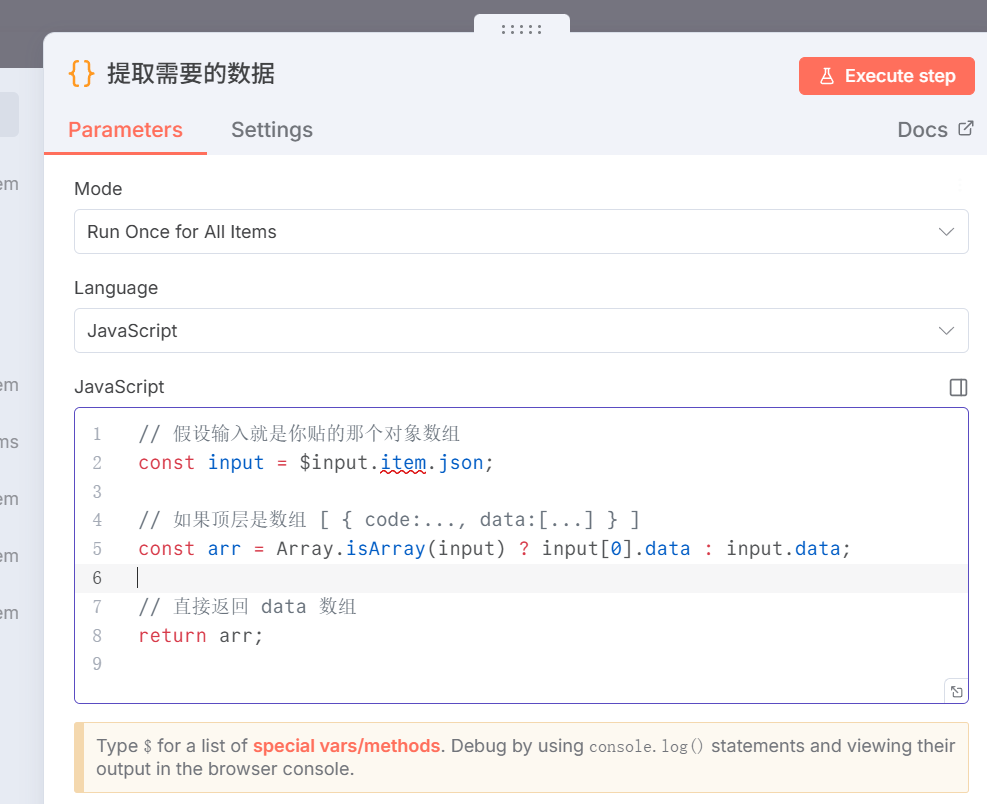 {} 提取需要的数据
Execute step
Parameters Settings Docs
em
Mode
Run Once for All Items
Language
JavaScript
em
JavaScript
ms
em
em
em
1 // 假设输入就是你贴的那个对象数组
2 const input = $input.item.json;
3
4 // 如果顶层是数组 [ { code:..., data:[...] } ]
5 const arr = Array.isArray(input) ? input[0].data : input.data;
6
7 // 直接返回 data 数组
8 return arr;
9
Type $ for a list of special vars/methods. Debug by using console.log() statements and viewing their
output in the browser console.